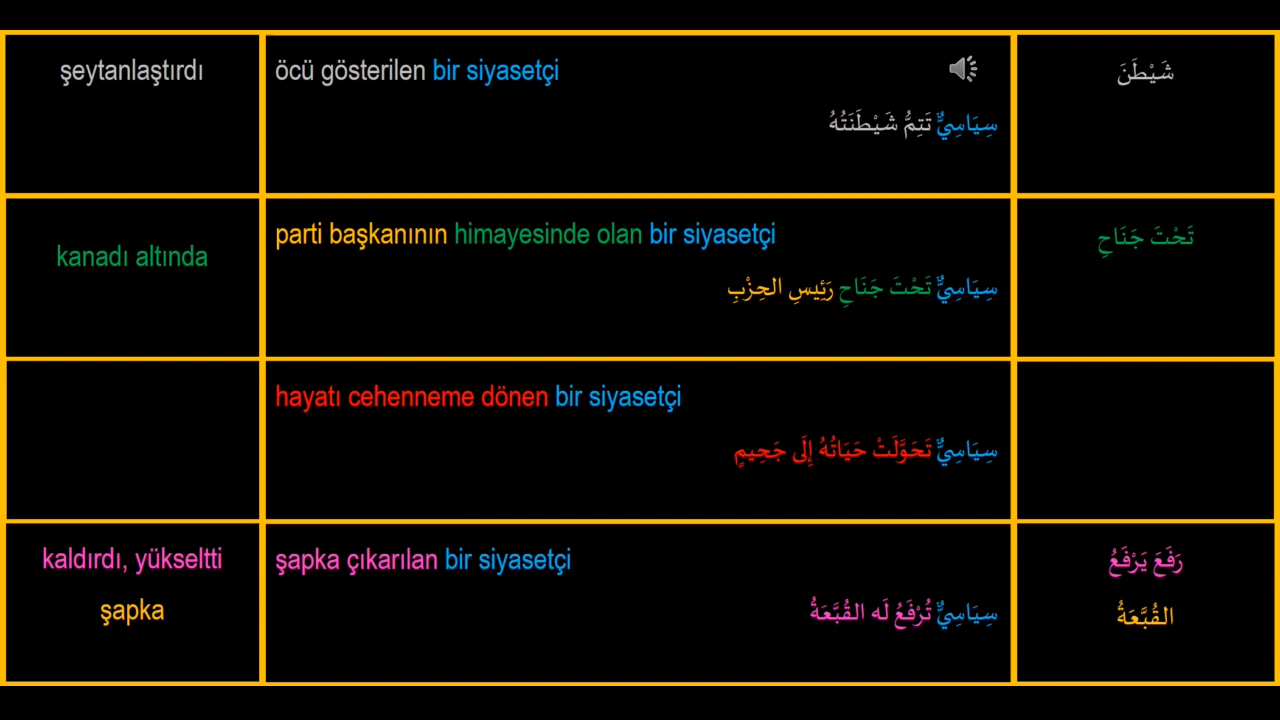 şeytanlaştırdı
öcü gösterilen bir siyasetçi
سِيَاسِيٌّ تَتِمُّ شَيْطَنَتُهُ
شَيْطَنَ
kanadı altında
parti başkanının himayesinde olan bir siyasetçi
سِيَاسِيٌّ تَحْتَ جَنَاحِ رَئِيسِ الحِزْبِ
تَحْتَ جَنَاحِ
hayatı cehenneme dönen bir siyasetçi
سِيَاسِيٌّ تَحَوَّلَتْ حَيَاتُهُ إِلَى جَحِيمٍ
kaldırdı, yükseltti
şapka
şapka çıkarılan bir siyasetçi
سِيَاسِيٌّ تُرْفَعُ لَه القُبَّعَةُ
رَفَعَ يَرْفَعُ
القُبَّعَةُ